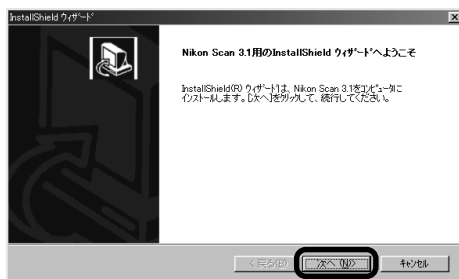 InstallShield ウィザード
Nikon Scan 3.1用のInstallShield ウィザードへようこそ
InstallShield(R) ウィザードは、Nikon Scan 3.1をコンピュータに
インストールします。[次へ]をクリックして、続行してください。
< 戻る(B)
次へ (N)>
キャンセル